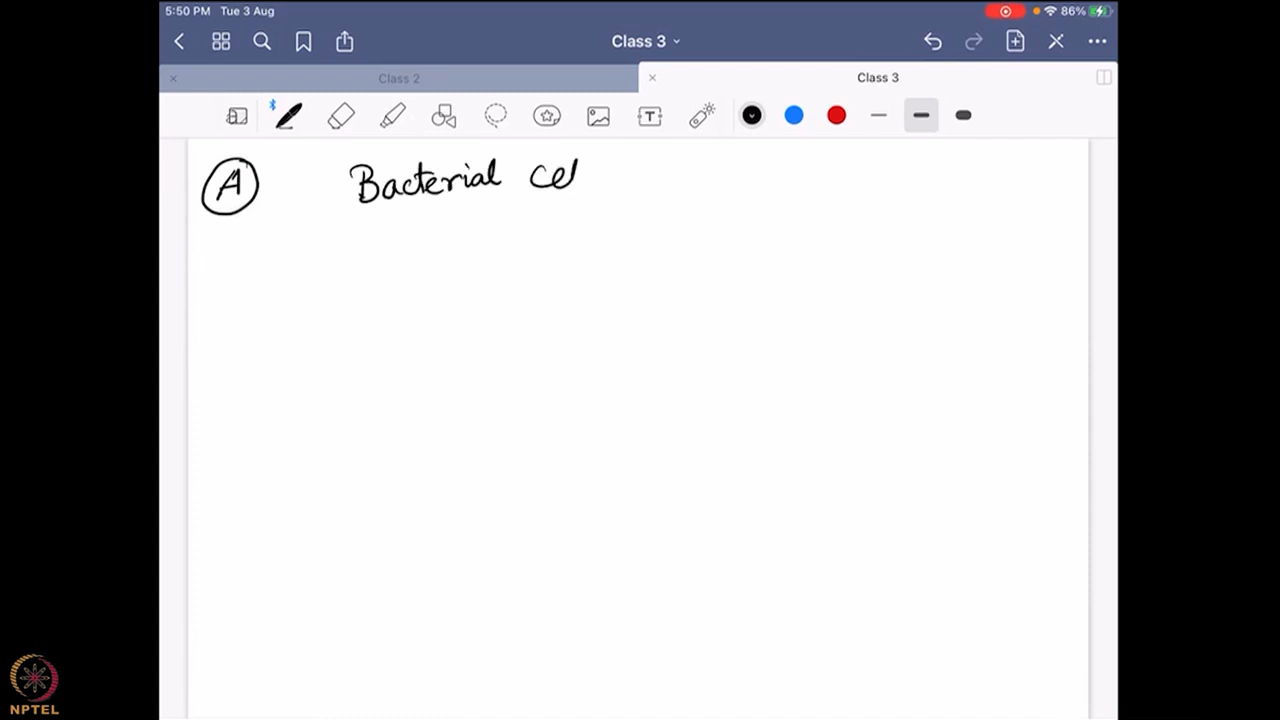 5:50 PM Tue 3 Aug 86%
Class 3
Class 2 Class 3
T
A Bacterial cel
NPTEL